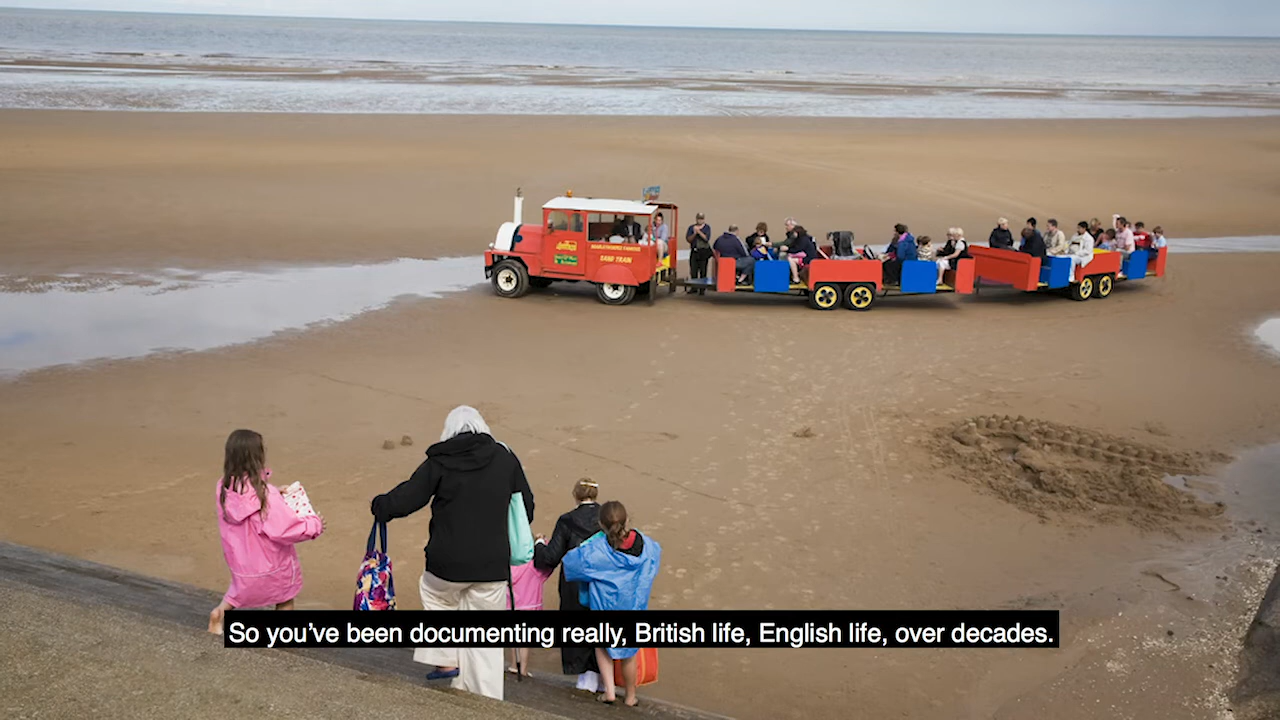 SAND TRAIN
So you’ve been documenting really, British life, English life, over decades.